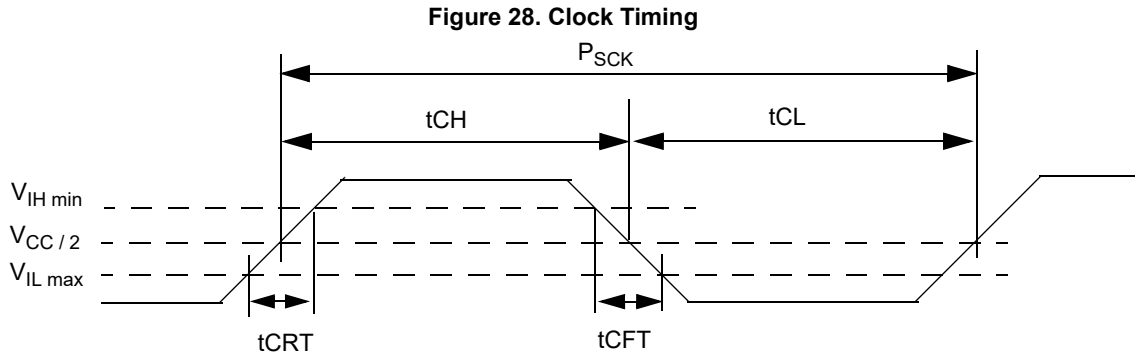 Figure 28. Clock Timing
PSCK
tCH
tCL
VIH min
VCC / 2
VIL max
tCRT
tCFT